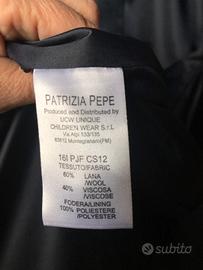 PATRIZIA PEPE
Produced and Distributed by
UCW UNIQUE
CHILDREN WEAR S.r.L
Via Alpi 133/135
63812 Montegranaro(FM)
16I PJF CS12
TESSUTO/FABRIC
60% LANA
/WOOL
40% VISCOSA
/VISCOSE
FODERA/LINING
100% POLIESTERE
/POLYESTER
subito